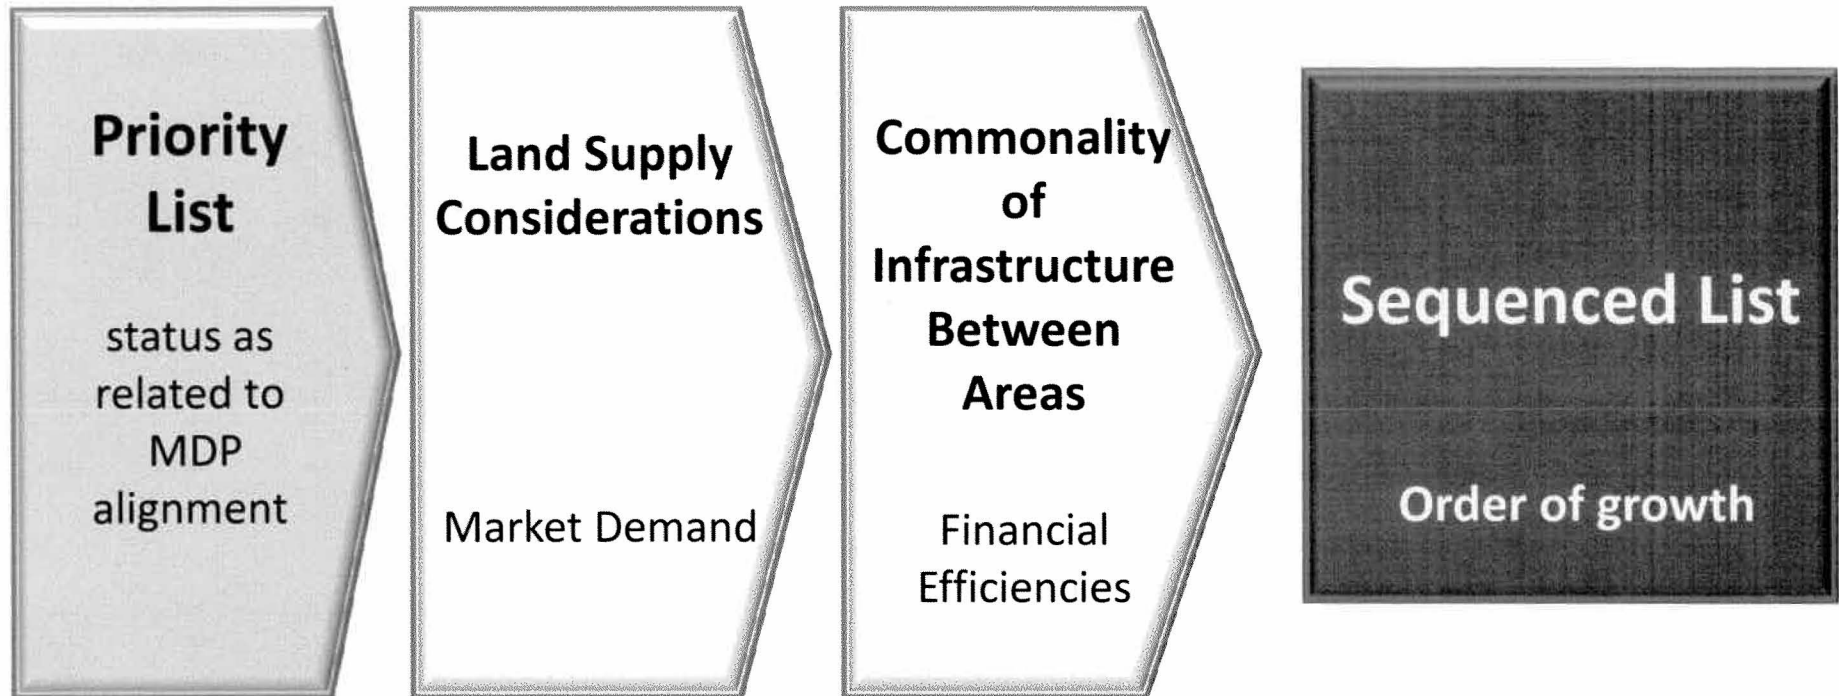 Priority
List
status as
related to
MDP
alignment
Land Supply
Considerations
Market Demand
Commonality
of
Infrastructure
Between
Areas
Financial
Efficiencies
Sequenced List
Order of growth